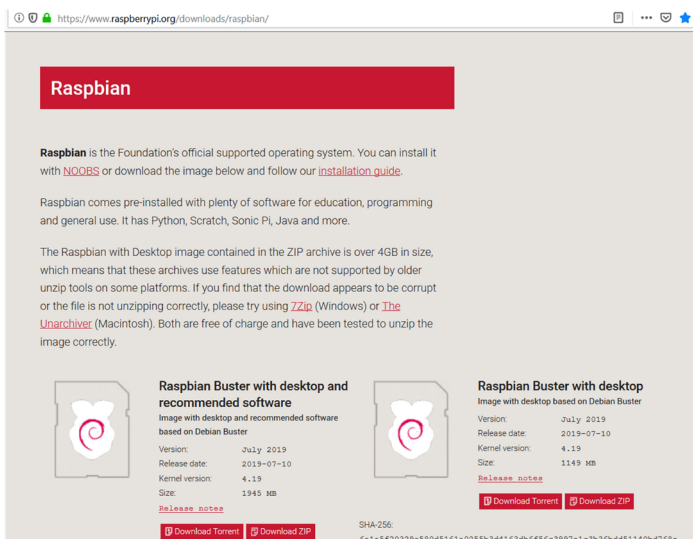 https://www.raspberrypi.org/downloads/raspbian/
Raspbian
Raspbian is the Foundation's official supported operating system. You can install it
with NOOBS or download the image below and follow our installation guide.
Raspbian comes pre-installed with plenty of software for education, programming
and general use. It has Python, Scratch, Sonic Pi, Java and more.
The Raspbian with Desktop image contained in the ZIP archive is over 4GB in size,
which means that these archives use features which are not supported by older
unzip tools on some platforms. If you find that the download appears to be corrupt
or the file is not unzipping correctly, please try using 7Zip (Windows) or The
Unarchiver (Macintosh). Both are free of charge and have been tested to unzip the
image correctly.
Raspbian Buster with desktop and
recommended software
Image with desktop and recommended software
based on Debian Buster
Version: July 2019
Release date: 2019-07-10
Kernel version: 4.19
Size: 1945 MB
Release notes
Download Torrent Download ZIP
Raspbian Buster with desktop
Image with desktop based on Debian Buster
Version: July 2019
Release date: 2019-07-10
Kernel version: 4.19
Size: 1149 MB
Release notes
Download Torrent Download ZIP
SHA-256: